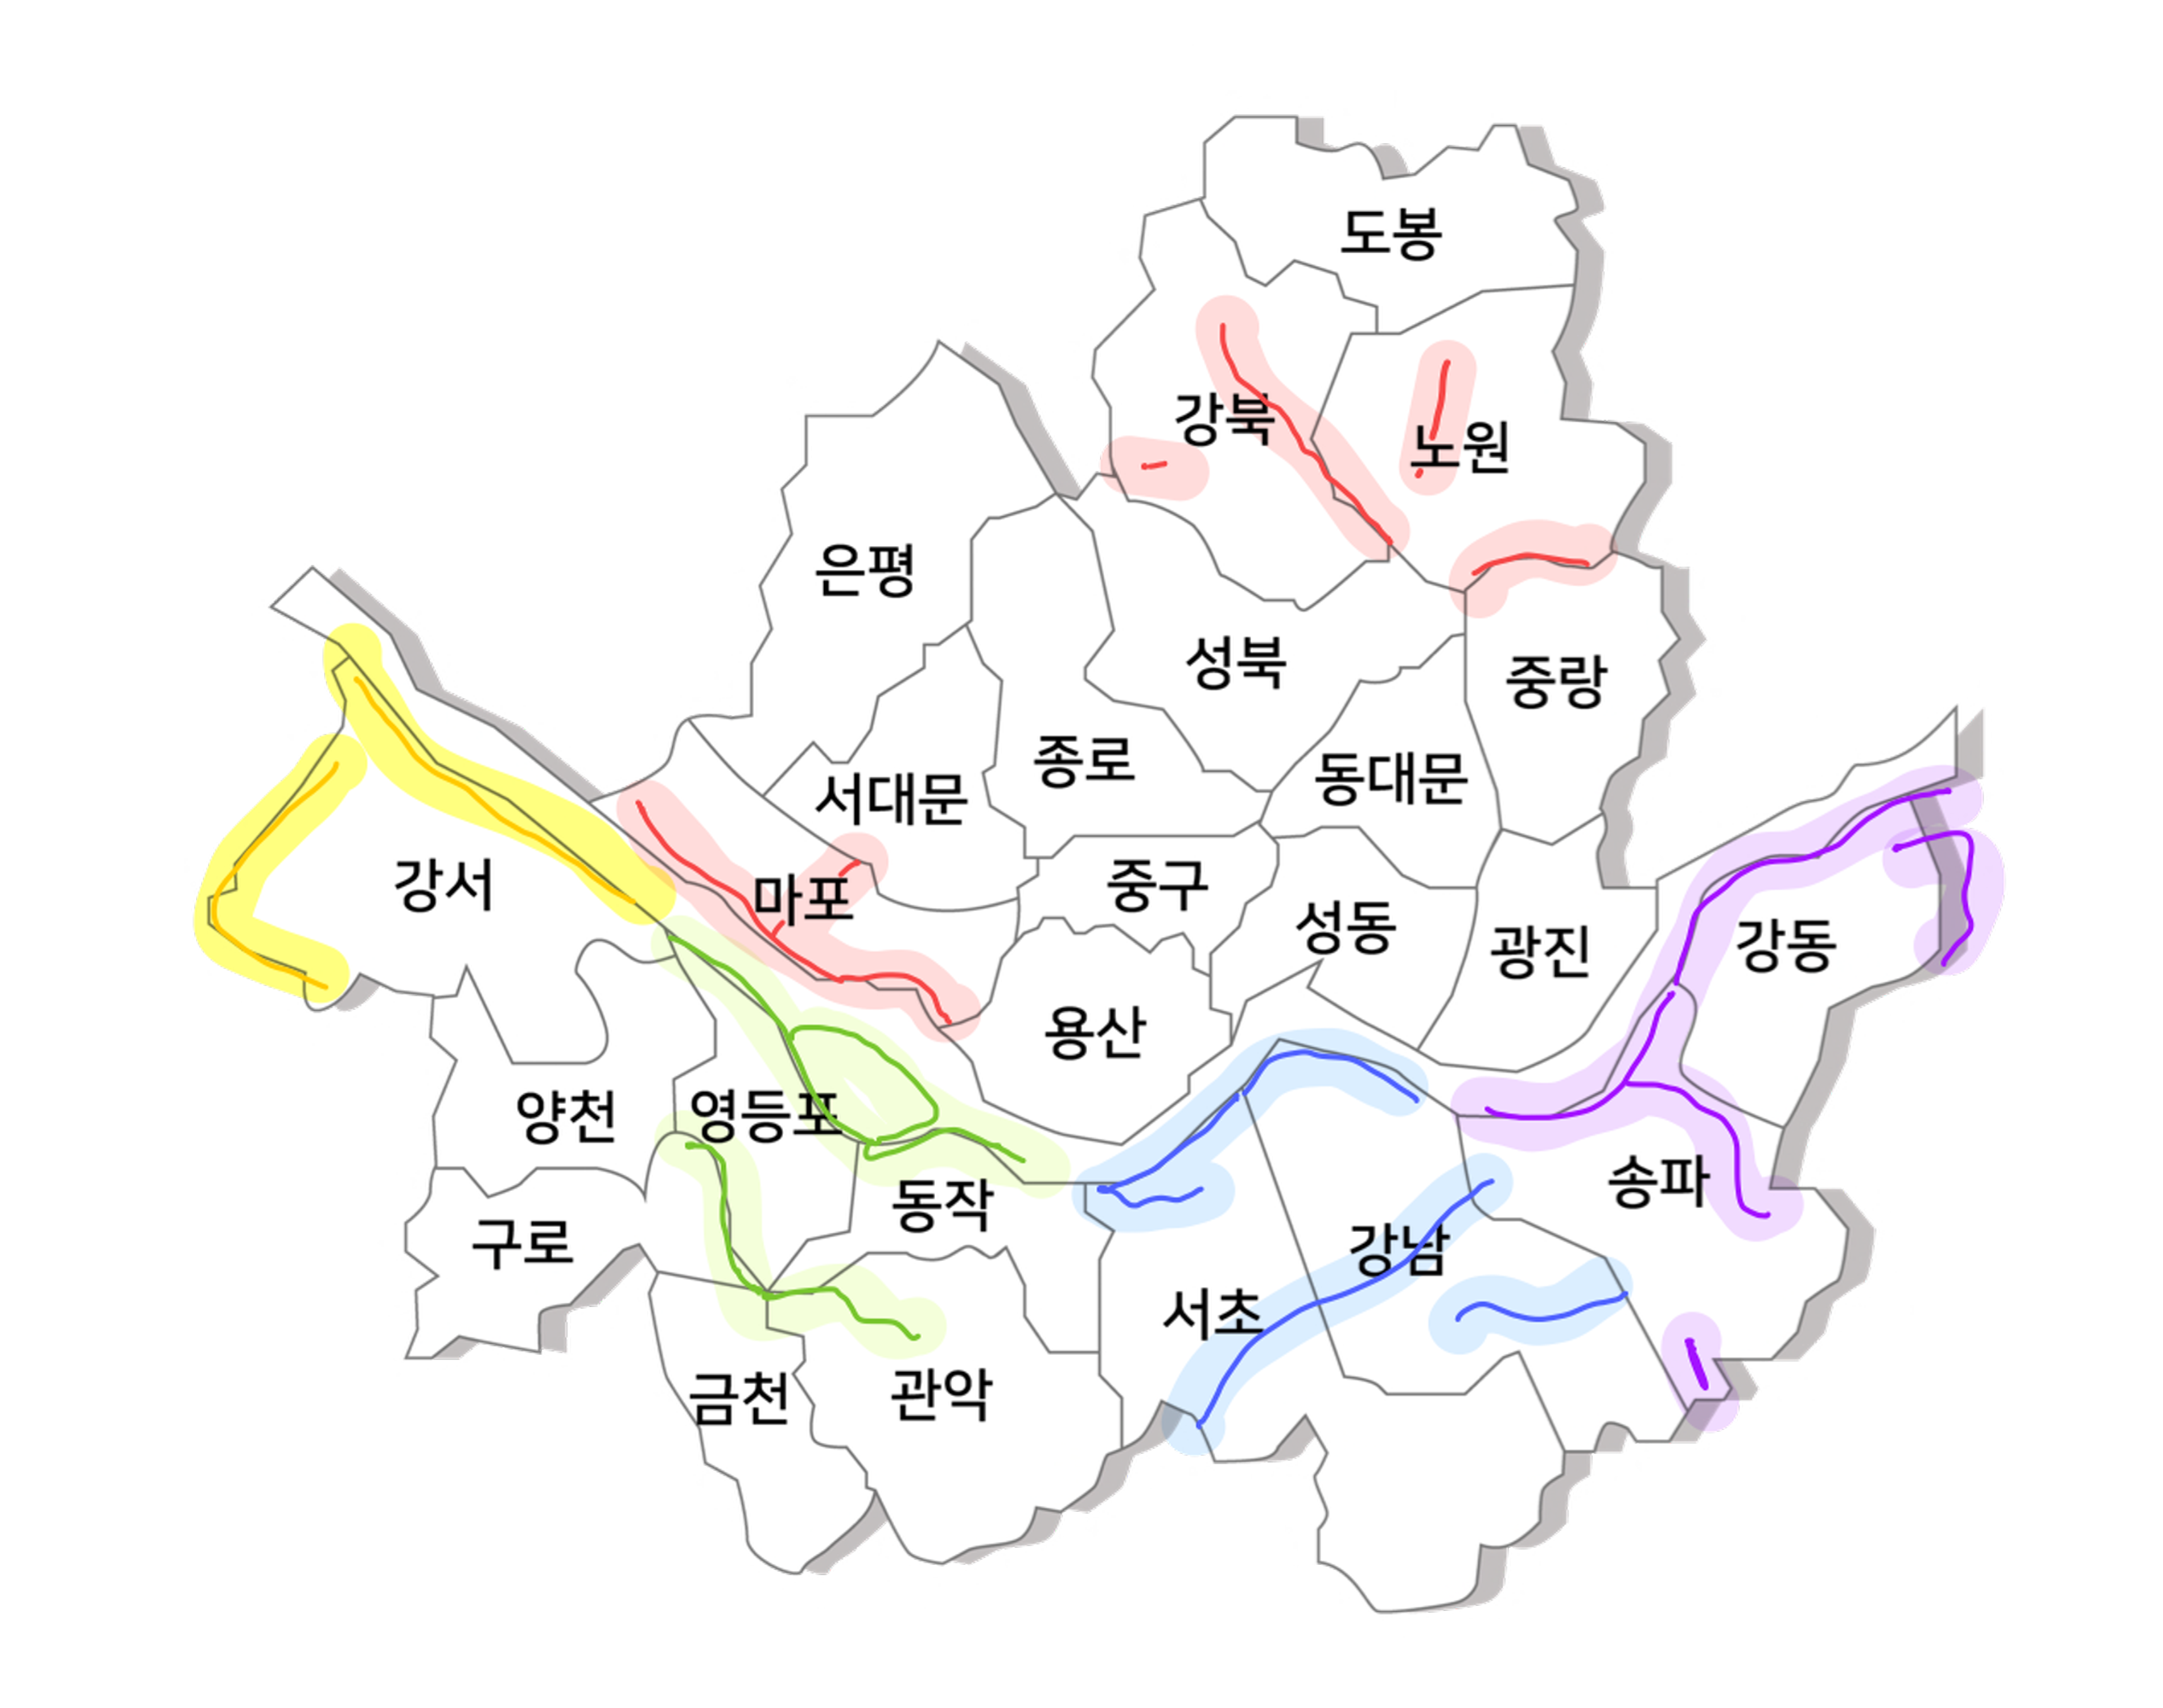 도봉
강북
노원
은평
성북
중랑
종로
동대문
서대문
강서
마포
중구
성동
광진
강동
용산
양천
영등포
송파
동작
구로
강남
서초
금천
관악